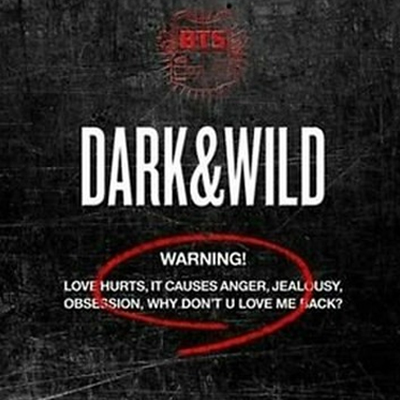 BTS
DARK&WILD
WARNING!
LOVE HURTS, IT CAUSES ANGER, JEALOUSY,
OBSESSION, WHY DON'T U LOVE ME BACK?